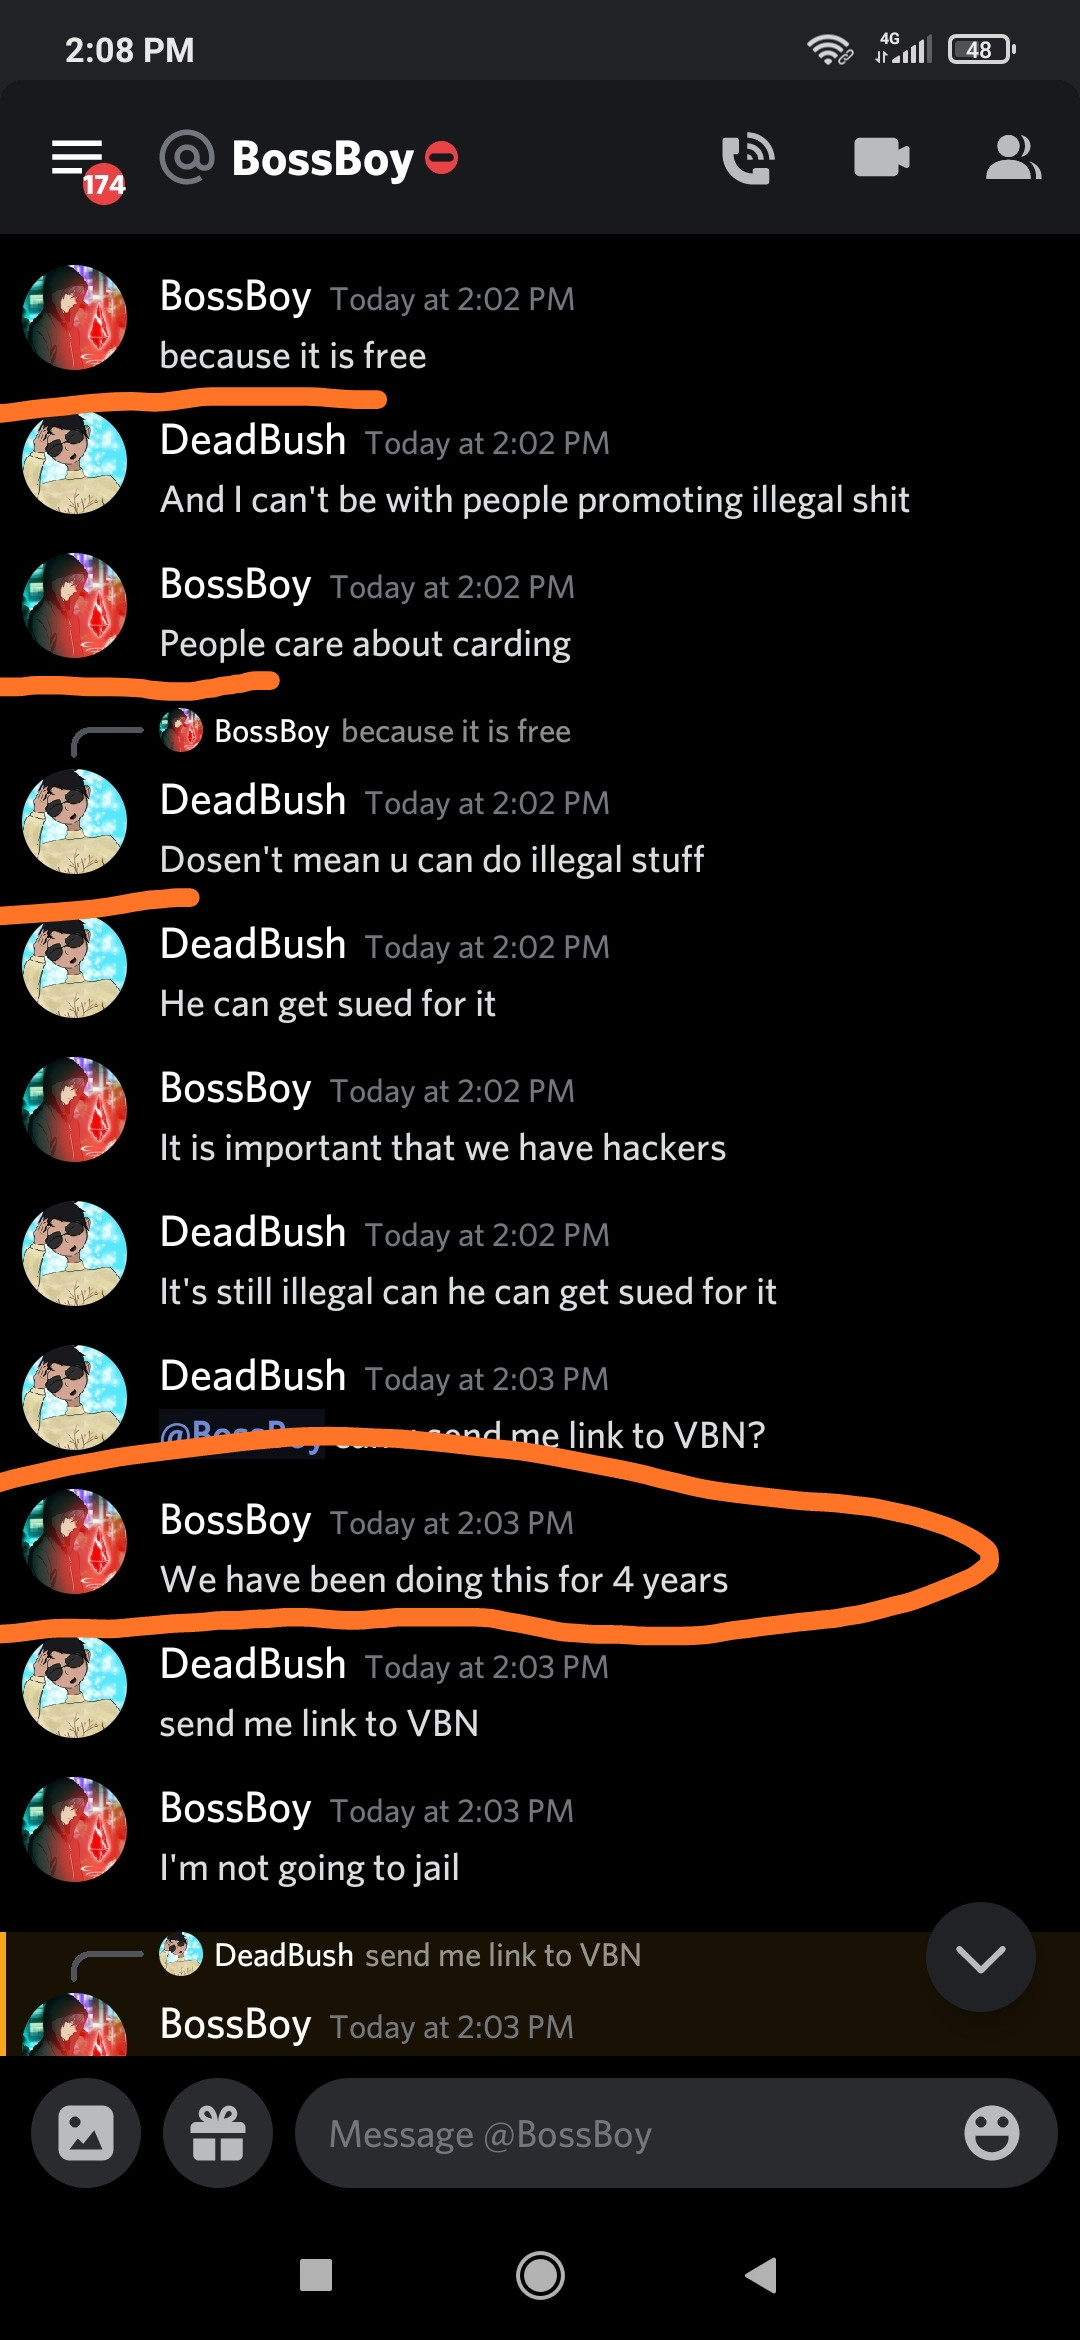 2:08 PM
4G
48
174
BossBoy
BossBoy Today at 2:02 PM
because it is free
DeadBush Today at 2:02 PM
And I can't be with people promoting illegal shit
BossBoy Today at 2:02 PM
People care about carding
BossBoy because it is free
DeadBush Today at 2:02 PM
Dosen't mean u can do illegal stuff
DeadBush Today at 2:02 PM
He can get sued for it
BossBoy Today at 2:02 PM
It is important that we have hackers
DeadBush Today at 2:02 PM
It's still illegal can he can get sued for it
DeadBush Today at 2:03 PM
@BossBoy send me link to VBN?
BossBoy Today at 2:03 PM
We have been doing this for 4 years
DeadBush Today at 2:03 PM
send me link to VBN
BossBoy Today at 2:03 PM
I'm not going to jail
DeadBush send me link to VBN
BossBoy Today at 2:03 PM
Message @BossBoy